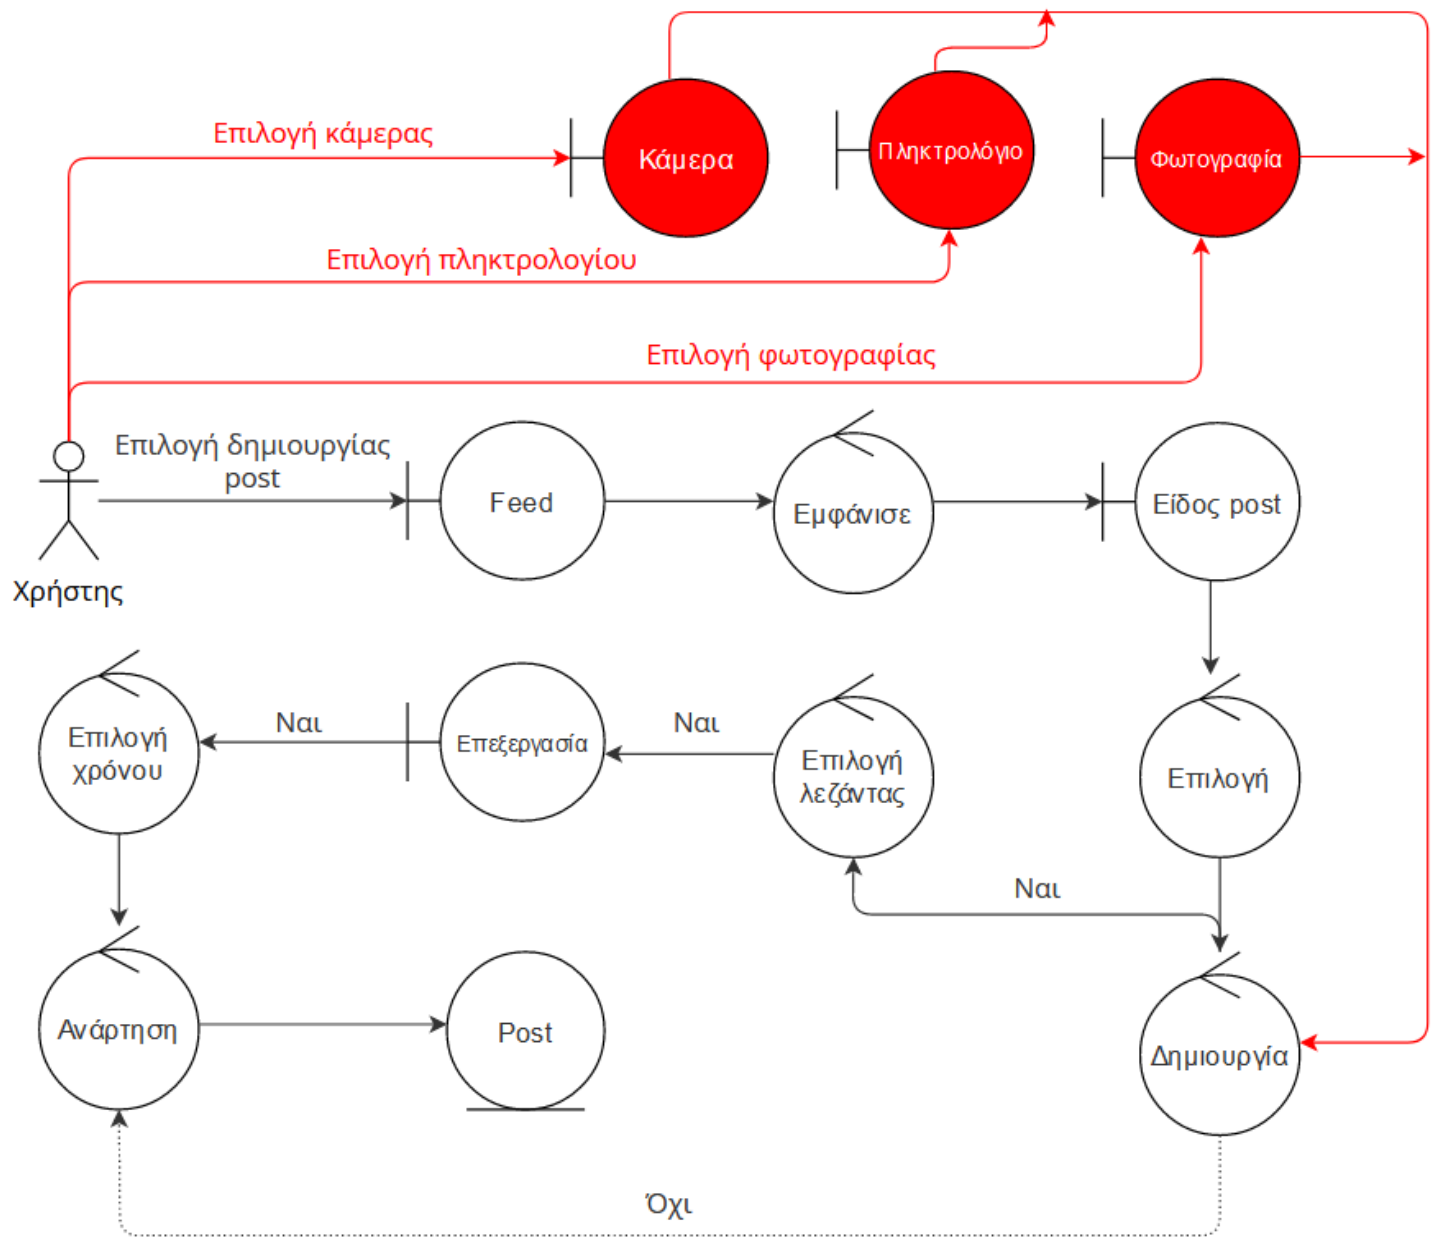 Επιλογή κάμερας
Κάμερα
Πληκτρολόγιο
Φωτογραφία
Επιλογή πληκτρολογίου
Επιλογή φωτογραφίας
Επιλογή δημιουργίας
post
Feed
Εμφάνισε
Είδος post
Χρήστης
Επιλογή
χρόνου
Ναι
Επεξεργασία
Ναι
Επιλογή
λεζάντας
Επιλογή
Ναι
Ανάρτηση
Post
Δημιουργία
Όχι